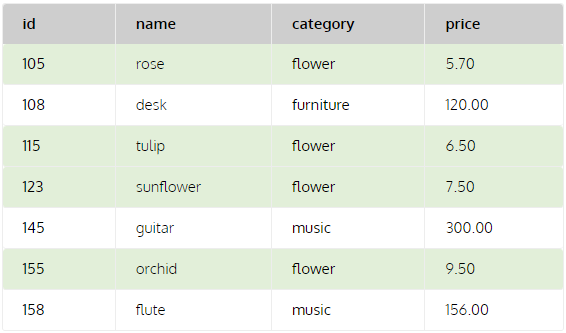 id name category price
105 rose flower 5.70
108 desk furniture 120.00
115 tulip flower 6.50
123 sunflower flower 7.50
145 guitar music 300.00
155 orchid flower 9.50
158 flute music 156.00